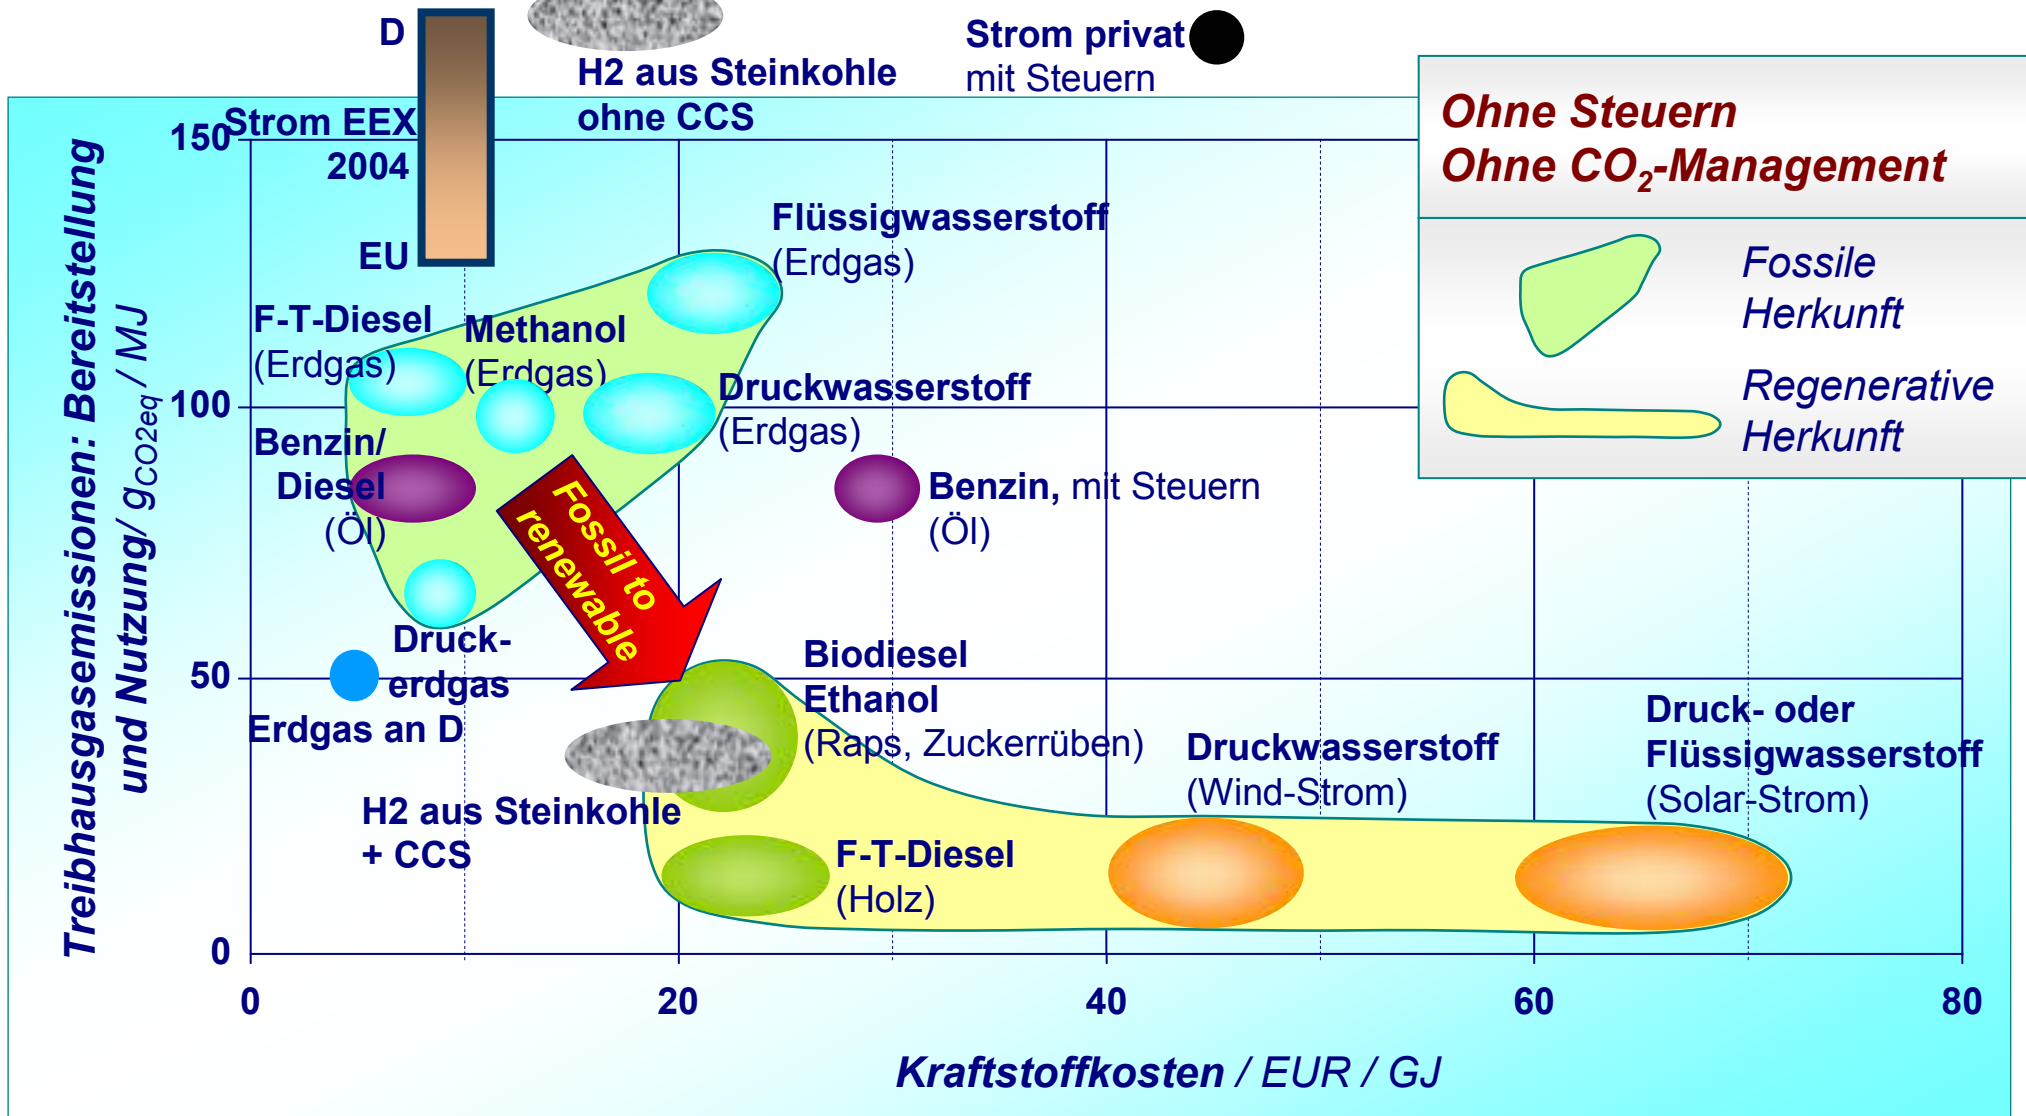 D
H2 aus Steinkohle
ohne CCS
Strom privat
mit Steuern
Strom EEX
2004
EU
Ohne Steuern
Ohne CO2-Management
Fossile
Herkunft
Regenerative
Herkunft
Treibhausgasemissionen: Bereitstellung
und Nutzung/ gCO2eq / MJ
150
100
50
0
Flüssigwasserstoff
(Erdgas)
F-T-Diesel
(Erdgas)
Methanol
(Erdgas)
Druckwasserstoff
(Erdgas)
Benzin/
Diesel
(Öl)
Benzin, mit Steuern
(Öl)
Fossil to
renewable
Druck-
erdgas
Erdgas an D
Biodiesel
Ethanol
(Raps, Zuckerrüben)
H2 aus Steinkohle
+ CCS
F-T-Diesel
(Holz)
Druckwasserstoff
(Wind-Strom)
Druck- oder
Flüssigwasserstoff
(Solar-Strom)
0
20
40
60
80
Kraftstoffkosten / EUR / GJ